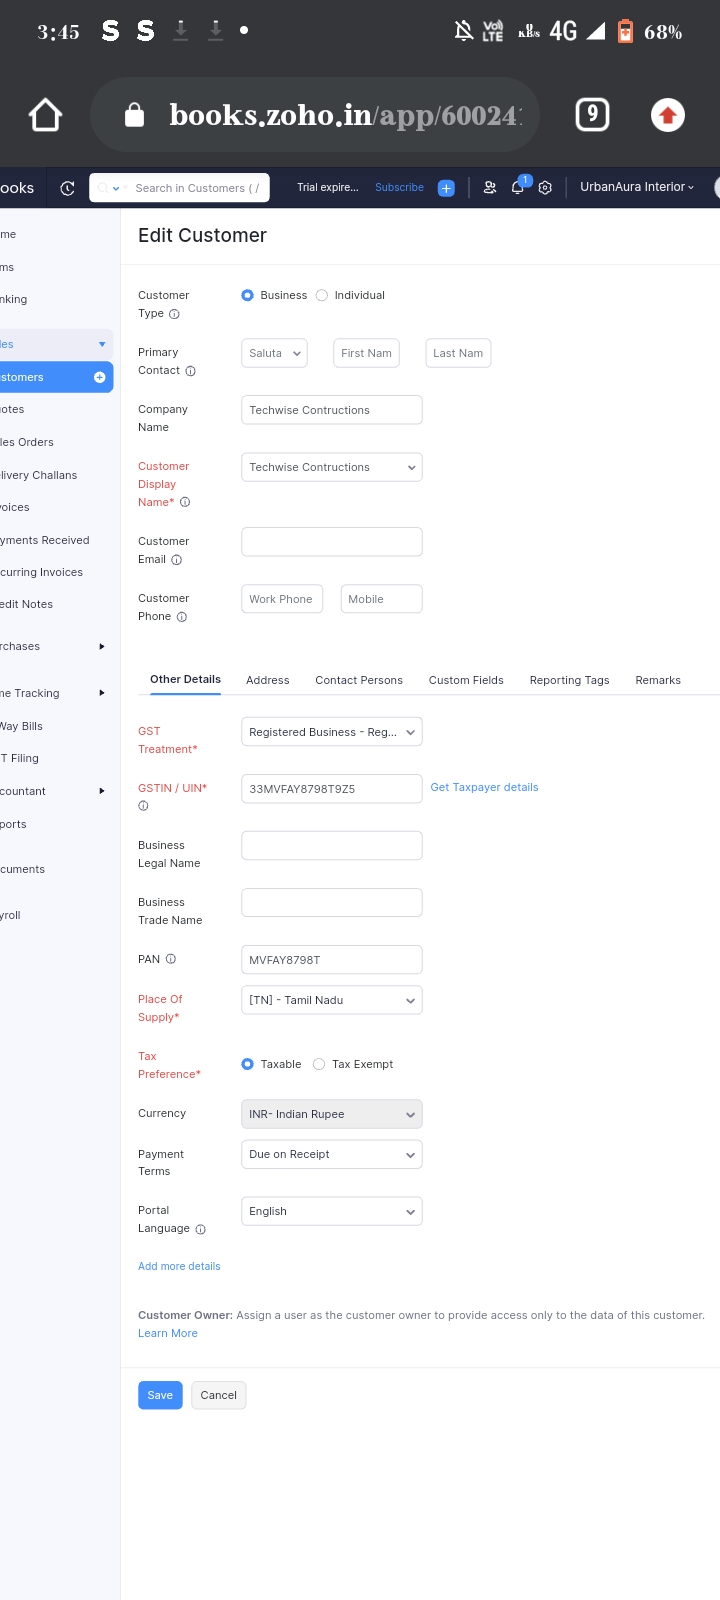 3:45 S S Vol LTE 0 KB/s 4G 68%
books.zoho.in/app/60024 9
ooks Search in Customers ( / Trial expire... Subscribe 1 UrbanAura Interior
me
ms
nking
les
stomers
otes
les Orders
livery Challans
voices
yments Received
curring Invoices
edit Notes
rchases
me Tracking
Way Bills
T Filing
countant
ports
cuments
yroll
Edit Customer
Customer Type Business Individual
Primary Contact Saluta First Nam Last Nam
Company Name Techwise Contructions
Customer Display Name* Techwise Contructions
Customer Email
Customer Phone Work Phone Mobile
Other Details Address Contact Persons Custom Fields Reporting Tags Remarks
GST Treatment* Registered Business - Reg...
GSTIN / UIN* 33MVFAY8798T9Z5 Get Taxpayer details
Business Legal Name
Business Trade Name
PAN MVFAY8798T
Place Of Supply* [TN] - Tamil Nadu
Tax Preference* Taxable Tax Exempt
Currency INR- Indian Rupee
Payment Terms Due on Receipt
Portal Language English
Add more details
Customer Owner: Assign a user as the customer owner to provide access only to the data of this customer.
Learn More
Save Cancel